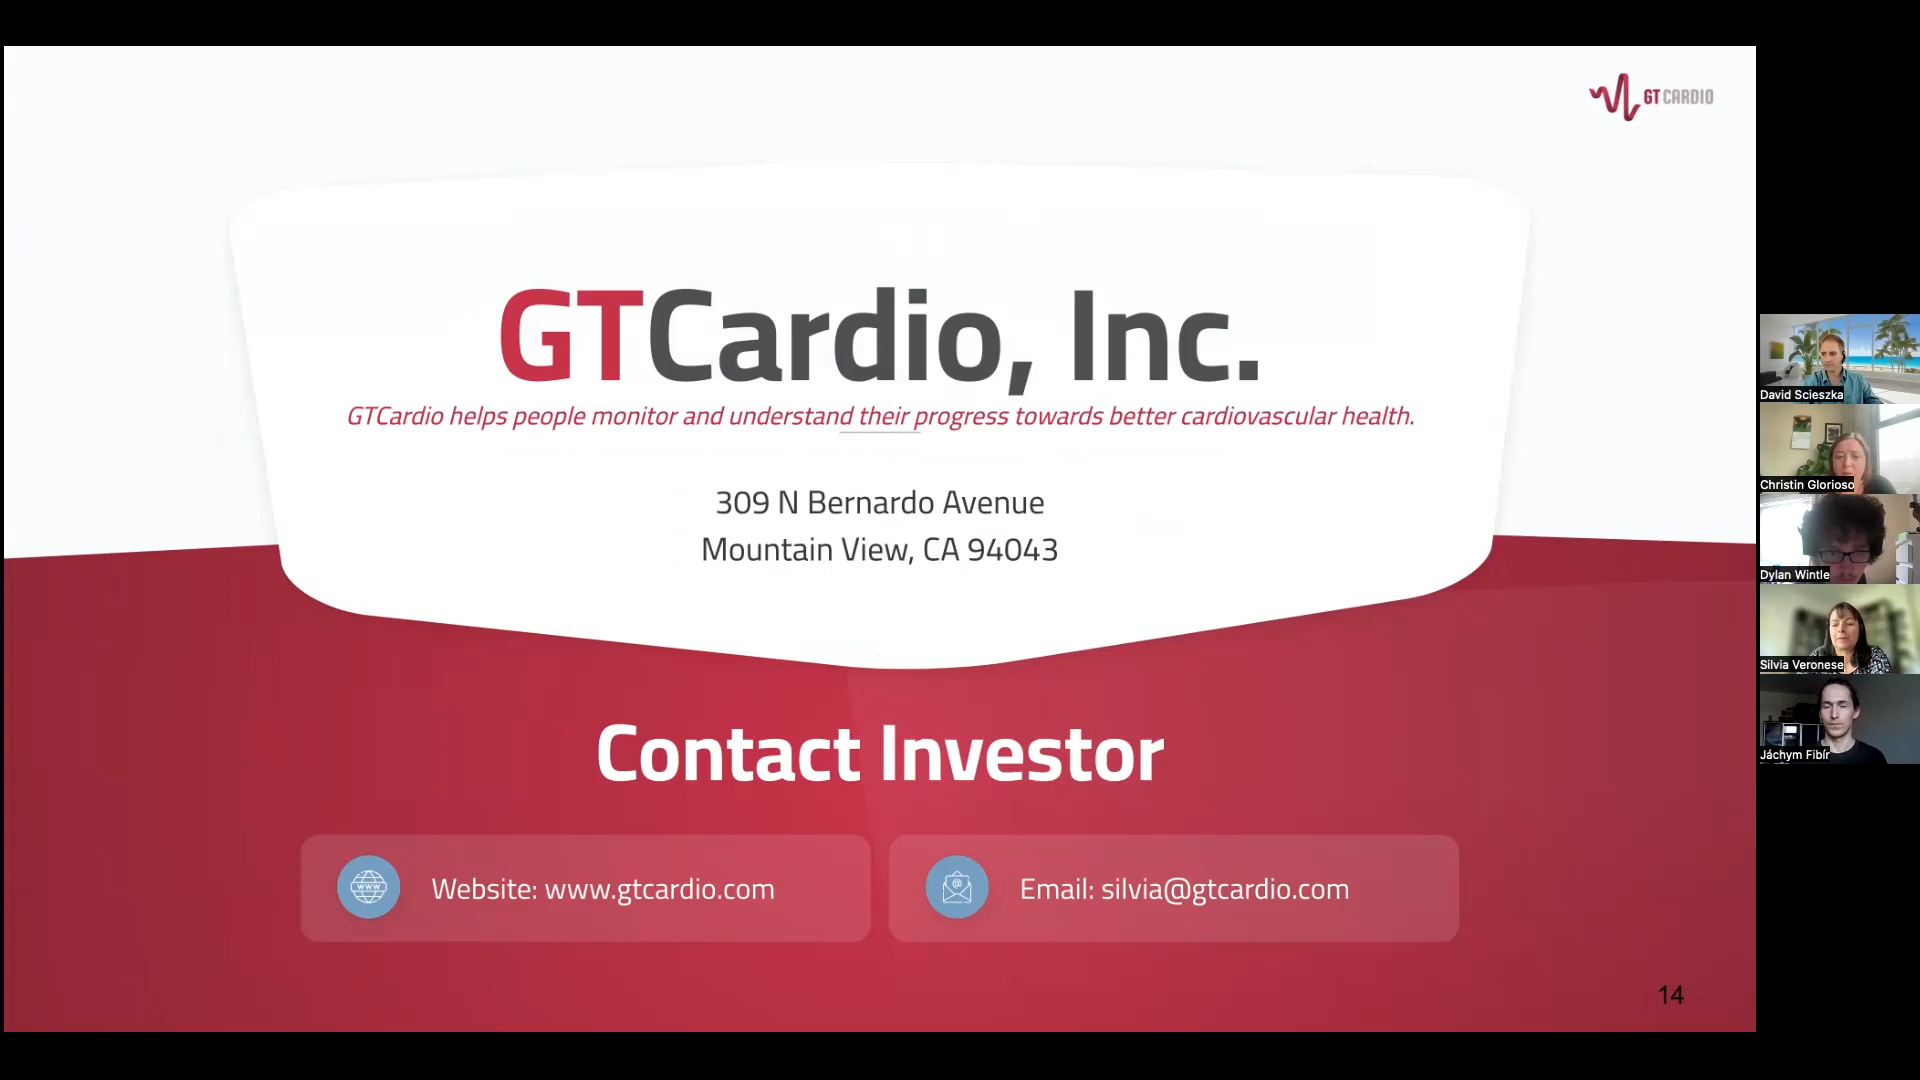 GT CARDIO
GTCardio, Inc.
GTCardio helps people monitor and understand their progress towards better cardiovascular health.
309 N Bernardo Avenue
Mountain View, CA 94043
Contact Investor
www
Website: www.gtcardio.com
@
Email: silvia@gtcardio.com
14
David Scieszka
Christin Glorioso
Dylan Wintle
Silvia Veronese
Jáchym Fibír